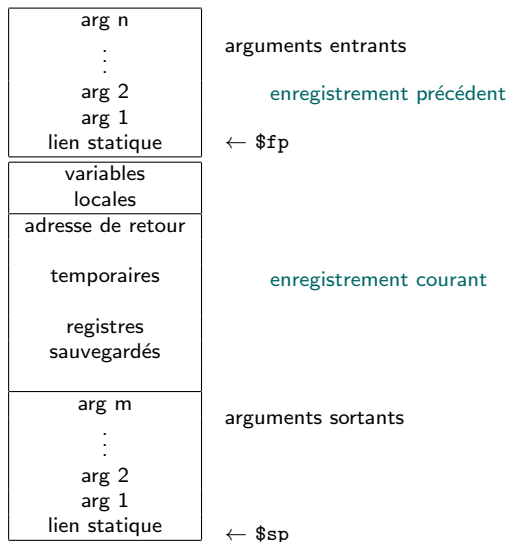 arg n
arguments entrants
⋮
arg 2
enregistrement précédent
arg 1
lien statique
← $fp
variables
locales
adresse de retour
temporaires
enregistrement courant
registres
sauvegardés
arg m
arguments sortants
⋮
arg 2
arg 1
lien statique
← $sp